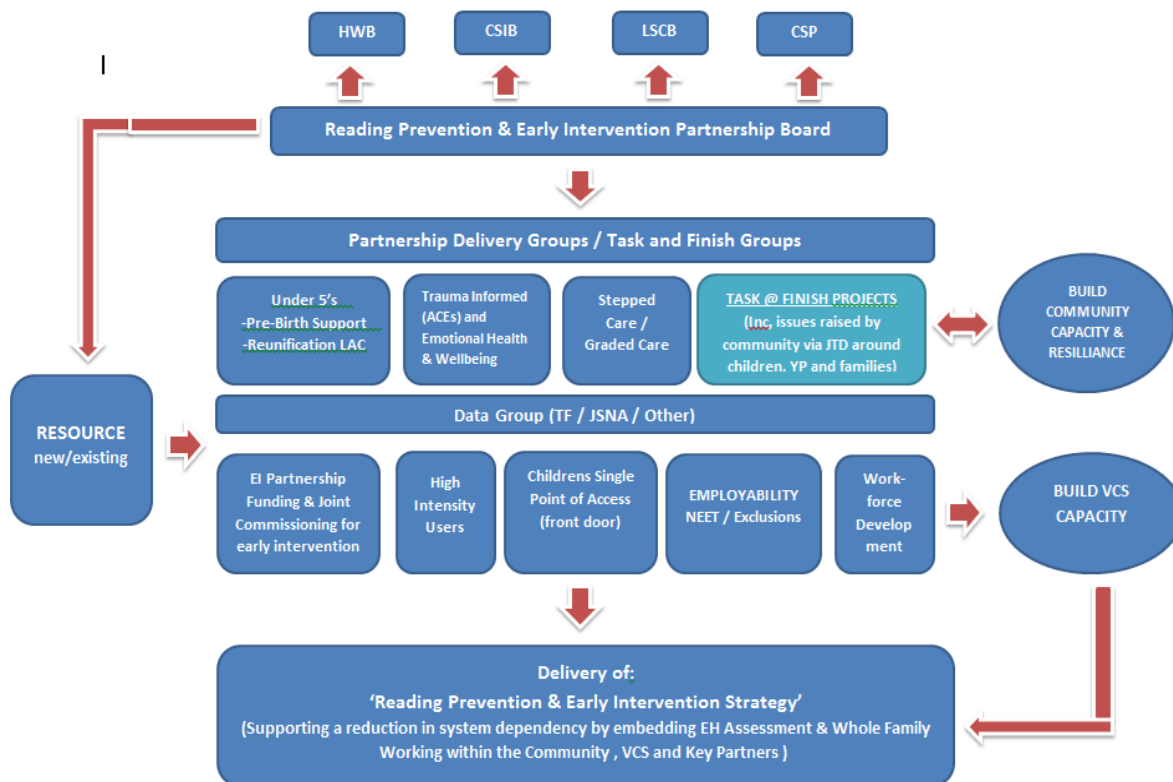 HWB
CSIB
LSCB
CSP
Reading Prevention & Early Intervention Partnership Board
Partnership Delivery Groups / Task and Finish Groups
Under 5's
-Pre-Birth Support
-Reunification LAC
Trauma Informed
(ACEs) and
Emotional Health
& Wellbeing
Stepped
Care /
Graded Care
TASK @ FINISH PROJECTS
(Inc, issues raised by
community via JTD around
children. YP and families)
BUILD
COMMUNITY
CAPACITY &
RESILLIANCE
RESOURCE
new/existing
Data Group (TF / JSNA / Other)
EI Partnership
Funding & Joint
Commissioning for
early intervention
High
Intensity
Users
Childrens Single
Point of Access
(front door)
EMPLOYABILITY
NEET / Exclusions
Work-
force
Develop
ment
BUILD VCS
CAPACITY
Delivery of:
‘Reading Prevention & Early Intervention Strategy’
(Supporting a reduction in system dependency by embedding EH Assessment & Whole Family
Working within the Community , VCS and Key Partners )